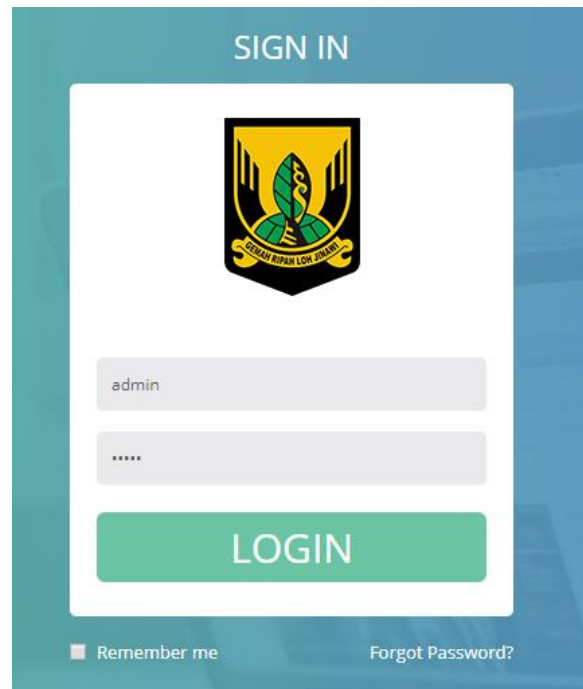 SIGN IN
GEMAH RIPAH LOH JINAWI
admin
•••••
LOGIN
Remember me
Forgot Password?